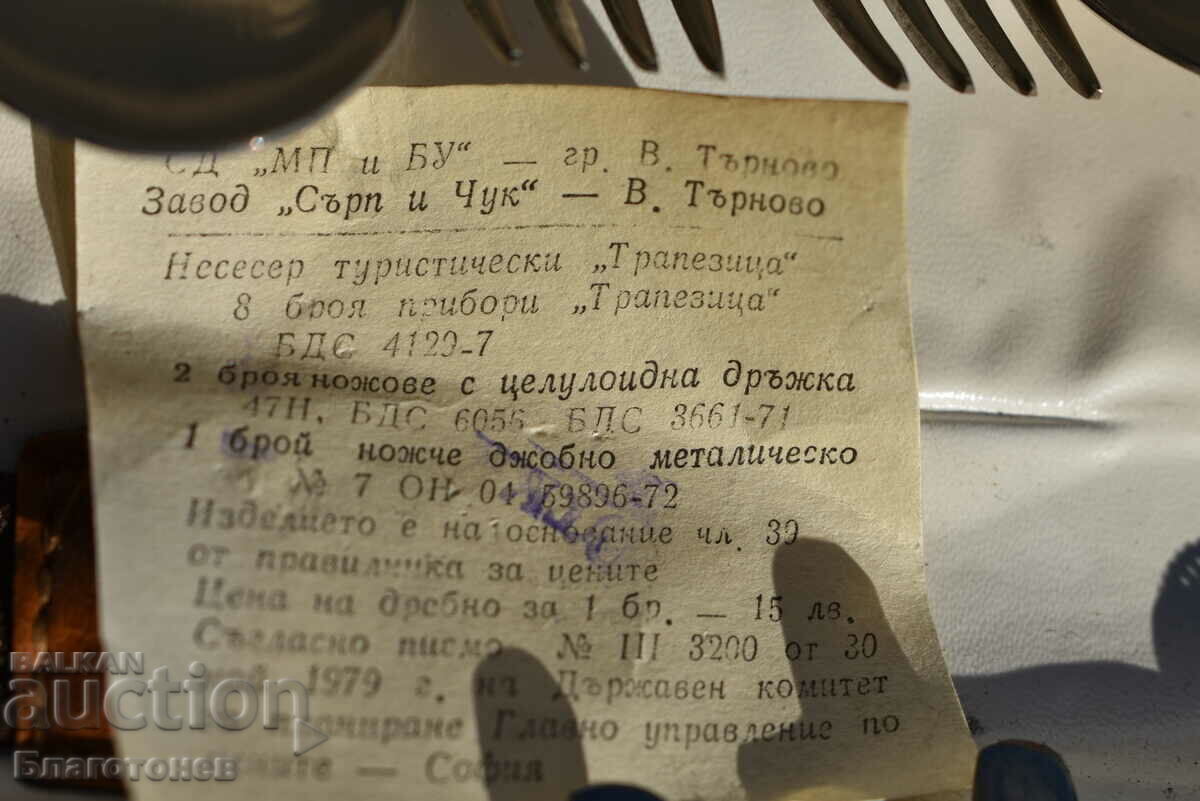 СД „МП и БУ“ — гр. В. Търново
Завод „Сърп и Чук“ — В. Търново
Несесер туристически „Трапезица“
8 броя прибори „Трапезица“
БДС 4129-7
2 броя ножове с целулоидна дръжка
47Н, БДС 6056 БДС 3661-71
1 брой ножче джобно металическо
№ 7 ОН 04 59896-72
Изделието е на основание чл. 39
от правилника за цените
Цена на дребно за 1 бр. — 15 лв.
Съгласно писмо № III 3200 от 30
май 1979 г. на Държавен комитет
планиране Главно управление по
цените — София
BALKAN
auction
Благотонев